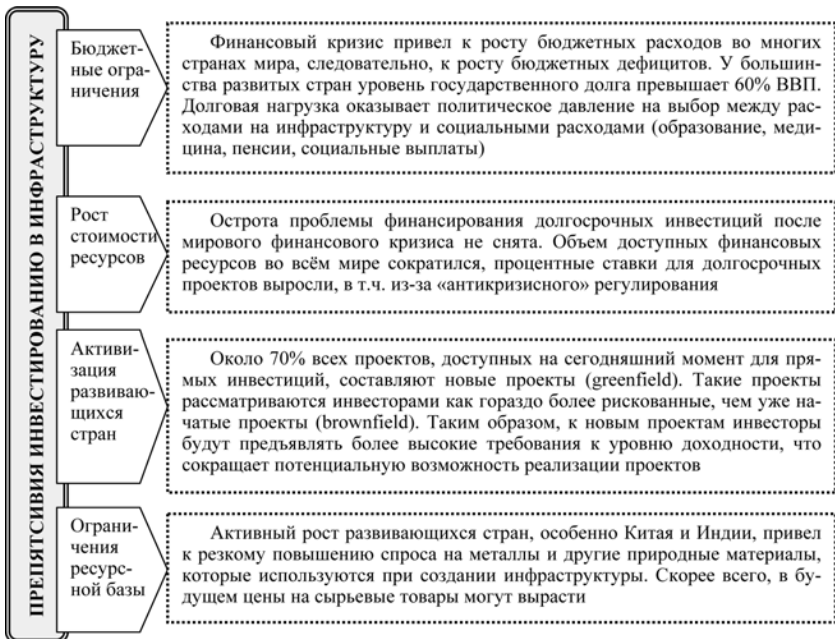 ПРЕПЯТСИВИЯ ИНВЕСТИРОВАНИЮ В ИНФРАСТРУКТУРУ
Бюджет-
ные огра-
ничения
Финансовый кризис привел к росту бюджетных расходов во многих
странах мира, следовательно, к росту бюджетных дефицитов. У большин-
ства развитых стран уровень государственного долга превышает 60% ВВП.
Долговая нагрузка оказывает политическое давление на выбор между рас-
ходами на инфраструктуру и социальными расходами (образование, меди-
цина, пенсии, социальные выплаты)
Рост
стоимости
ресурсов
Острота проблемы финансирования долгосрочных инвестиций после
мирового финансового кризиса не снята. Объем доступных финансовых
ресурсов во всём мире сократился, процентные ставки для долгосрочных
проектов выросли, в т.ч. из-за «антикризисного» регулирования
Активи-
зация
развиваю-
щихся
стран
Около 70% всех проектов, доступных на сегодняшний момент для пря-
мых инвестиций, составляют новые проекты (greenfield). Такие проекты
рассматриваются инвесторами как гораздо более рискованные, чем уже на-
чатые проекты (brownfield). Таким образом, к новым проектам инвесторы
будут предъявлять более высокие требования к уровню доходности, что
сокращает потенциальную возможность реализации проектов
Ограни-
чения
ресурс-
ной базы
Активный рост развивающихся стран, особенно Китая и Индии, привел
к резкому повышению спроса на металлы и другие природные материалы,
которые используются при создании инфраструктуры. Скорее всего, в бу-
дущем цены на сырьевые товары могут вырасти